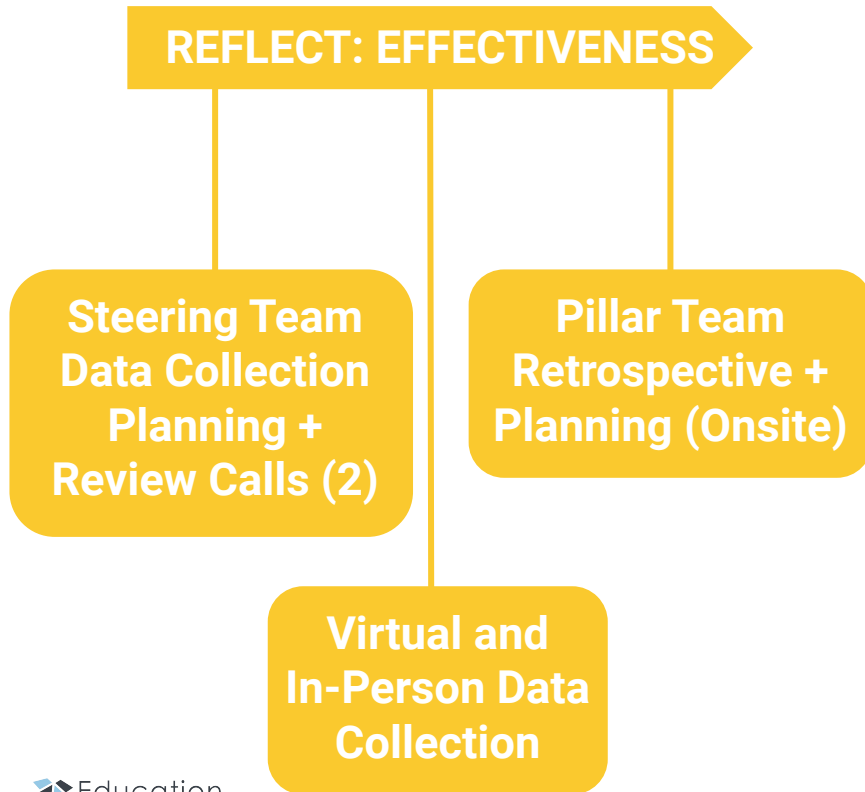 REFLECT: EFFECTIVENESS
Steering Team
Data Collection
Planning +
Review Calls (2)
Pillar Team
Retrospective +
Planning (Onsite)
Virtual and
In-Person Data
Collection
Education